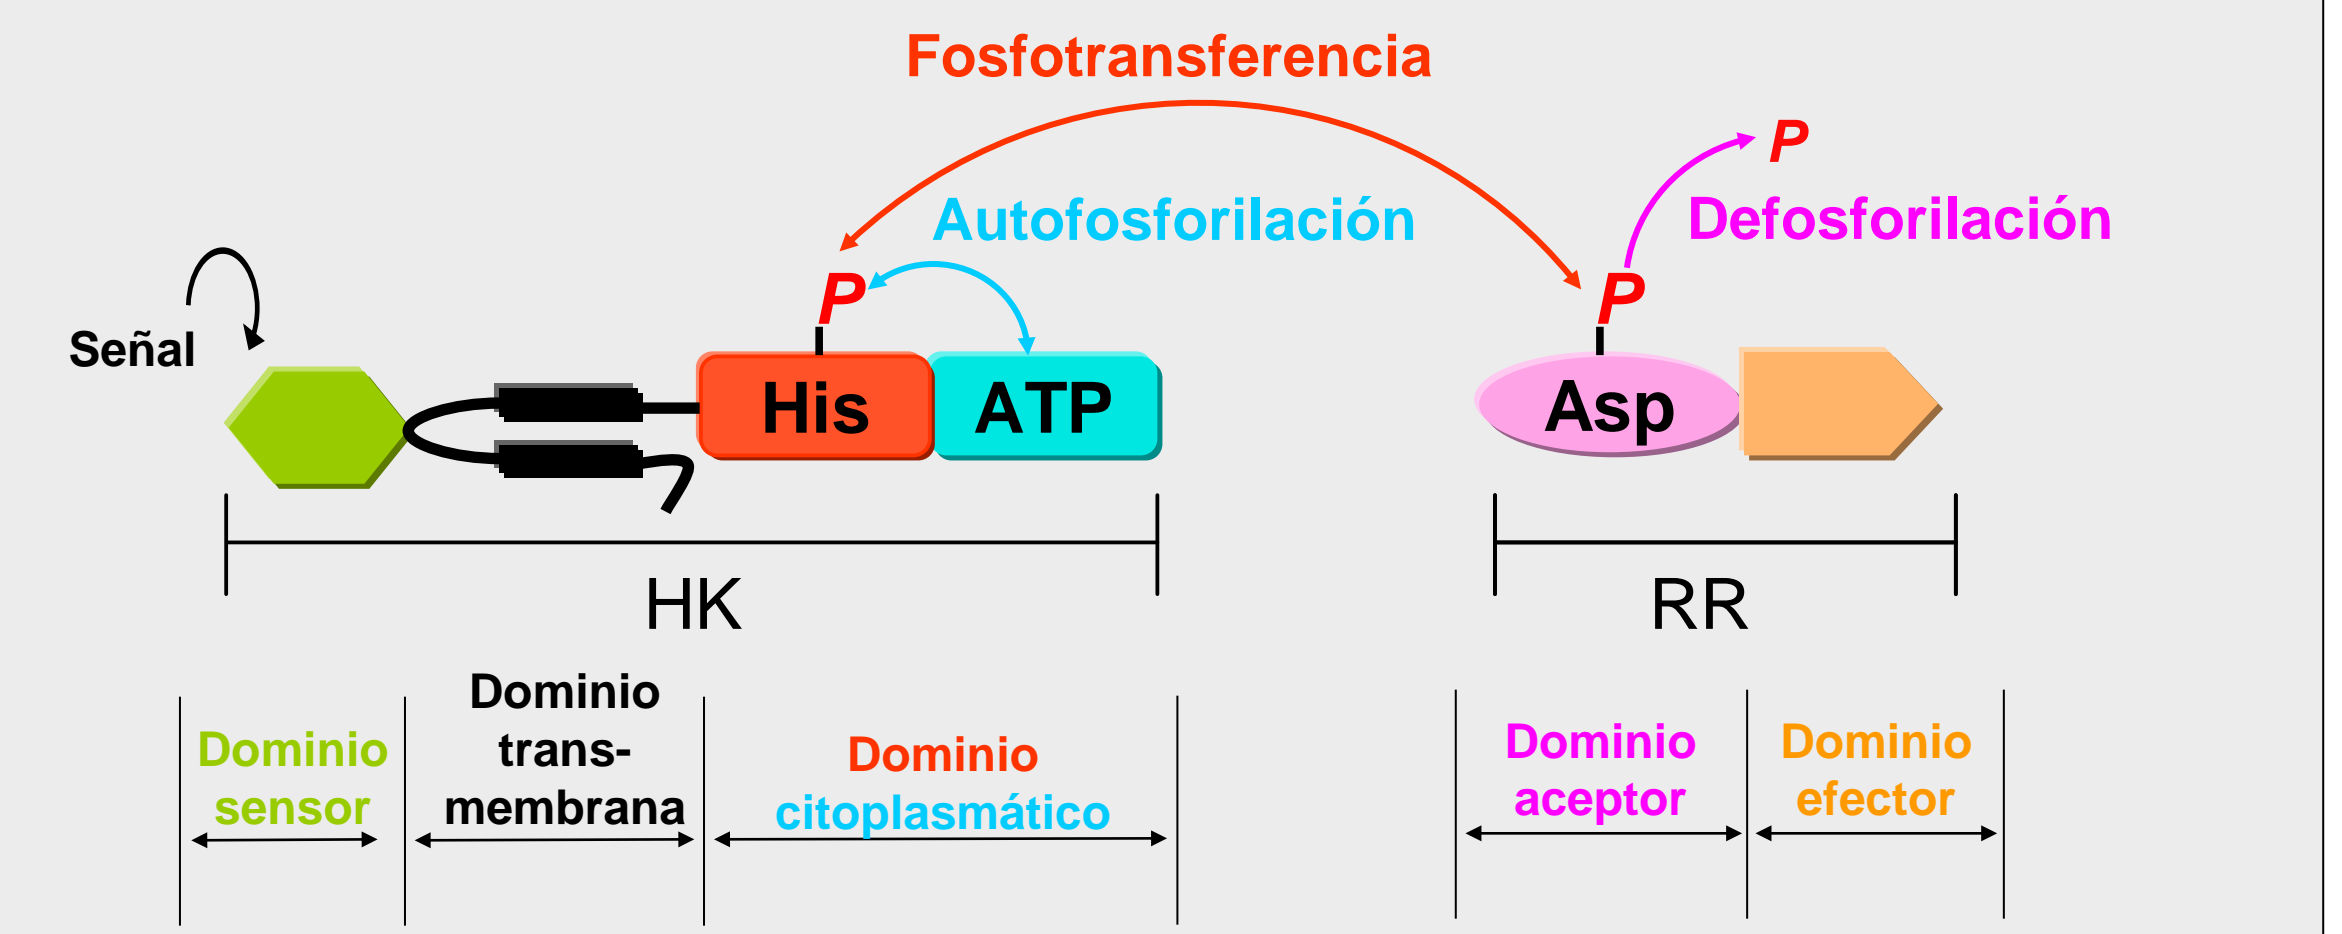 Fosfotransferencia
P
Autofosforilación
Defosforilación
Señal
P
P
His
ATP
Asp
HK
RR
Dominio
sensor
Dominio
trans-
membrana
Dominio
citoplasmático
Dominio
aceptor
Dominio
efector